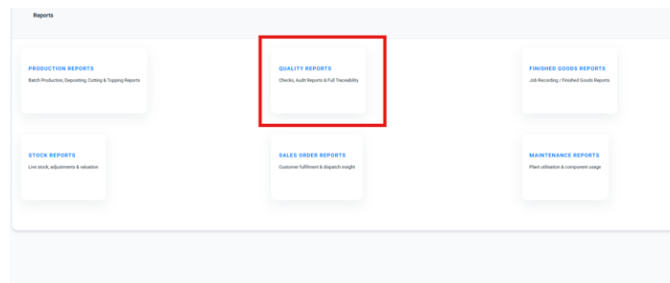 Reports
PRODUCTION REPORTS
Batch Production, Depositing, Cutting & Topping Reports
QUALITY REPORTS
Checks, Audit Reports & Full Traceability
FINISHED GOODS REPORTS
Job Recording / Finished Goods Reports
STOCK REPORTS
Live stock, adjustments & valuation
SALES ORDER REPORTS
Customer fulfilment & dispatch insight
MAINTENANCE REPORTS
Plant utilisation & component usage